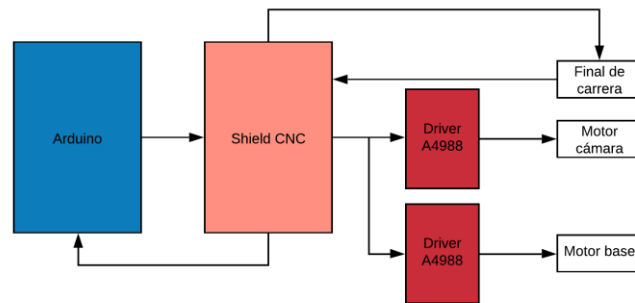 Final de
carrera
Arduino
Shield CNC
Driver
A4988
Motor
cámara
Driver
A4988
Motor base